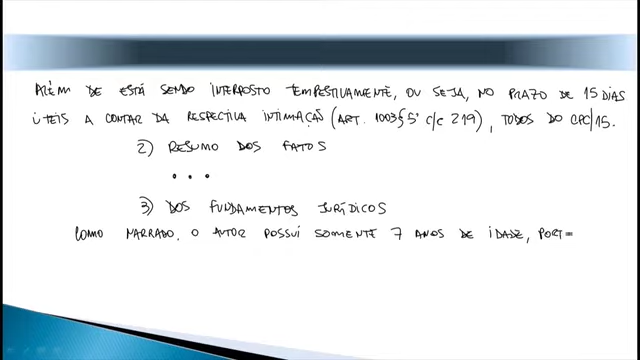 ALÉM DE ESTÁ SENDO INTERPOSTO TEMPESTIVAMENTE, OU SEJA, NO PRAZO DE 15 DIAS
ÚTEIS A CONTAR DA RESPECTIVA INTIMAÇÃO (ART. 1003 § 5º C/C 219), TODOS DO CPC/15.
2) RESUMO DOS FATOS
...
3) DOS FUNDAMENTOS JURÍDICOS
COMO NARRADO, O AUTOR POSSUI SOMENTE 7 ANOS DE IDADE, PORT-